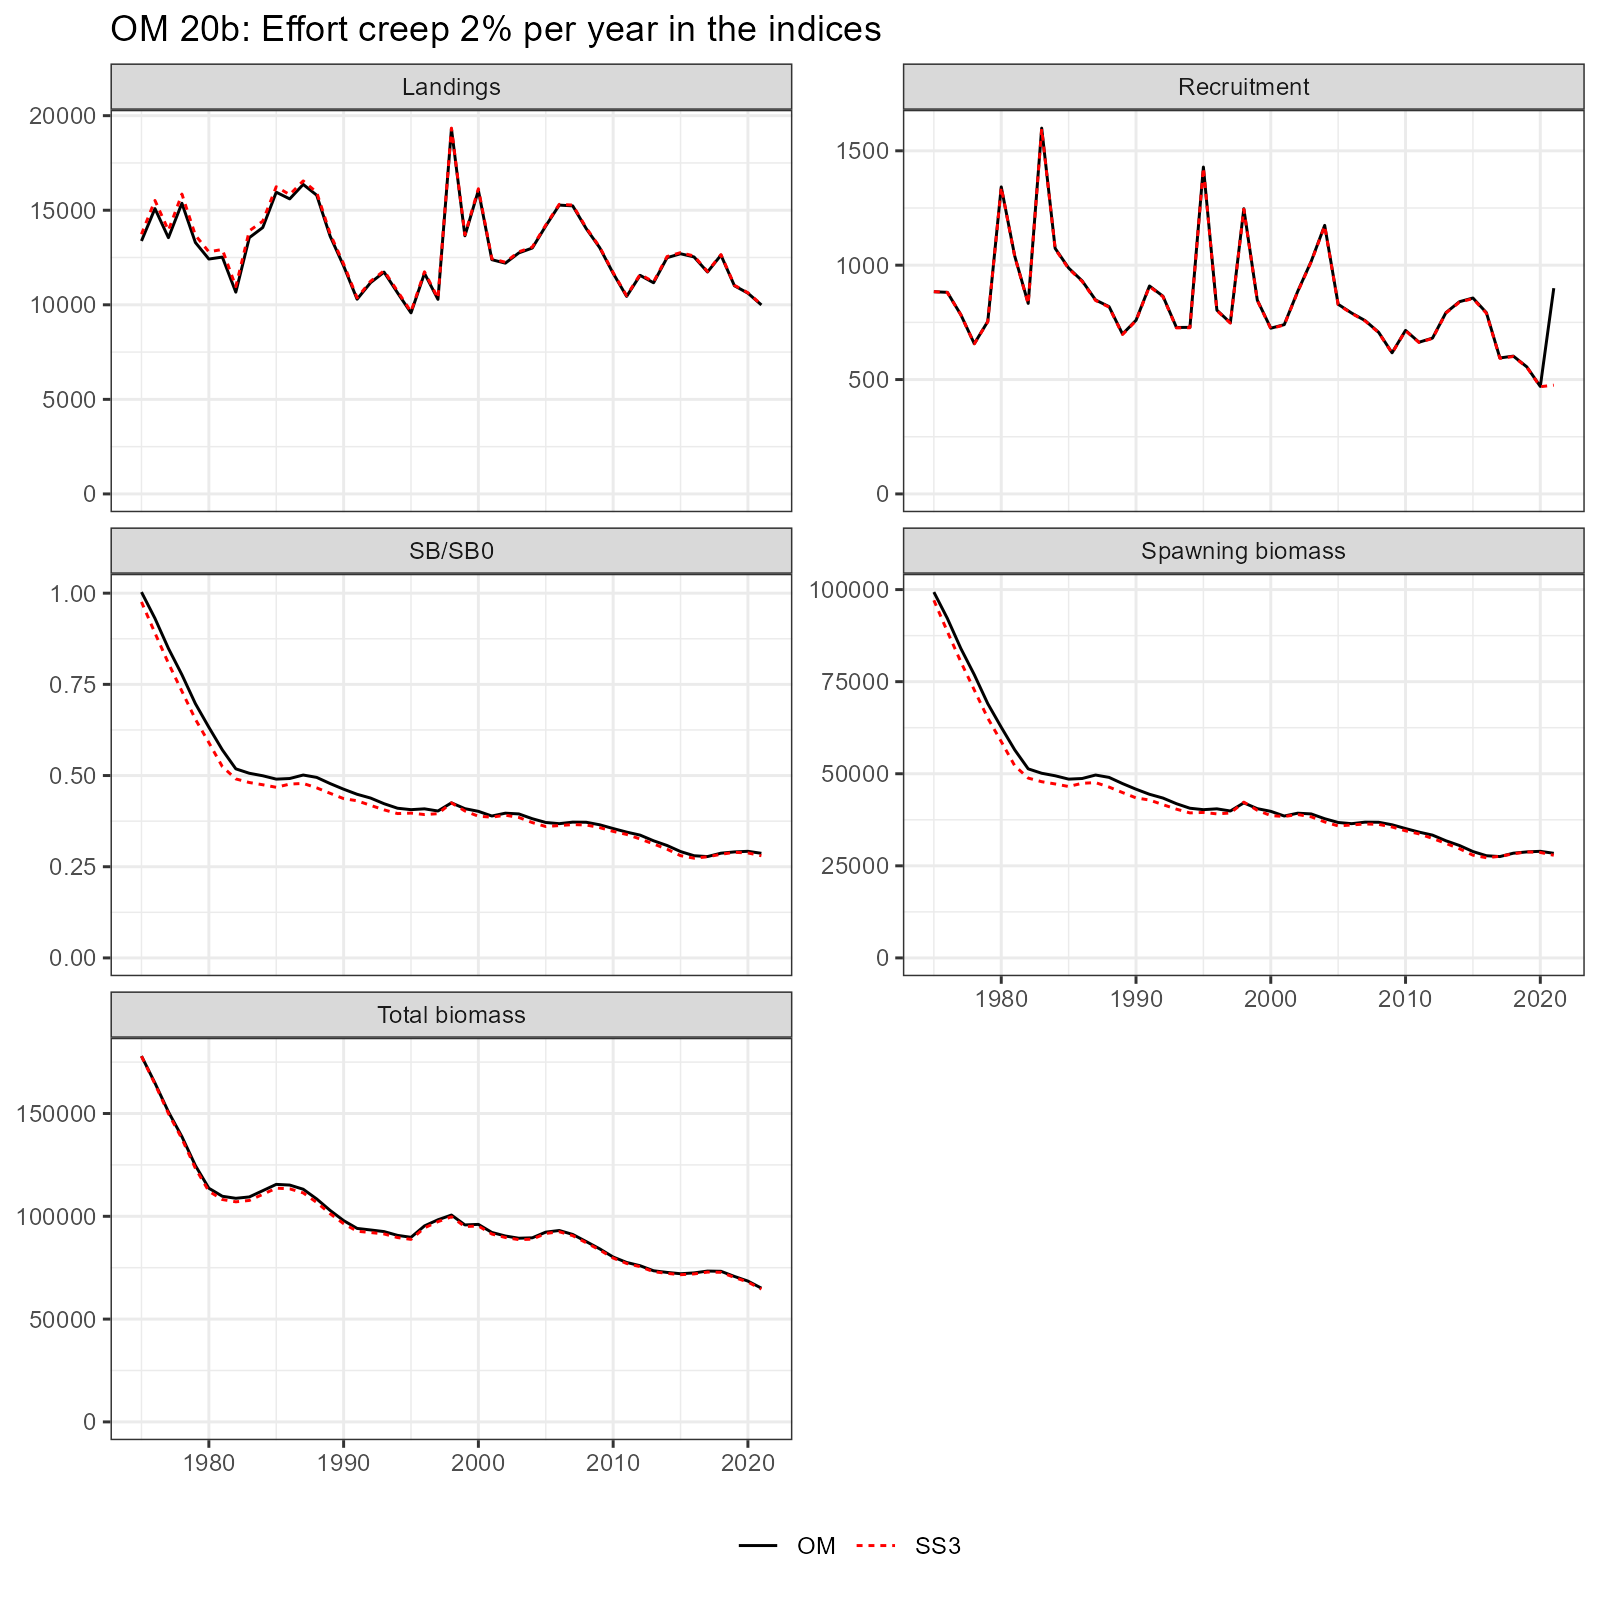 OM 20b: Effort creep 2% per year in the indices
Landings
20000
15000
10000
5000
0
Recruitment
1500
1000
500
0
SB/SB0
1.00
0.75
0.50
0.25
0.00
Spawning biomass
100000
75000
50000
25000
0
1980 1990 2000 2010 2020
Total biomass
150000
100000
50000
0
1980 1990 2000 2010 2020
OM SS3